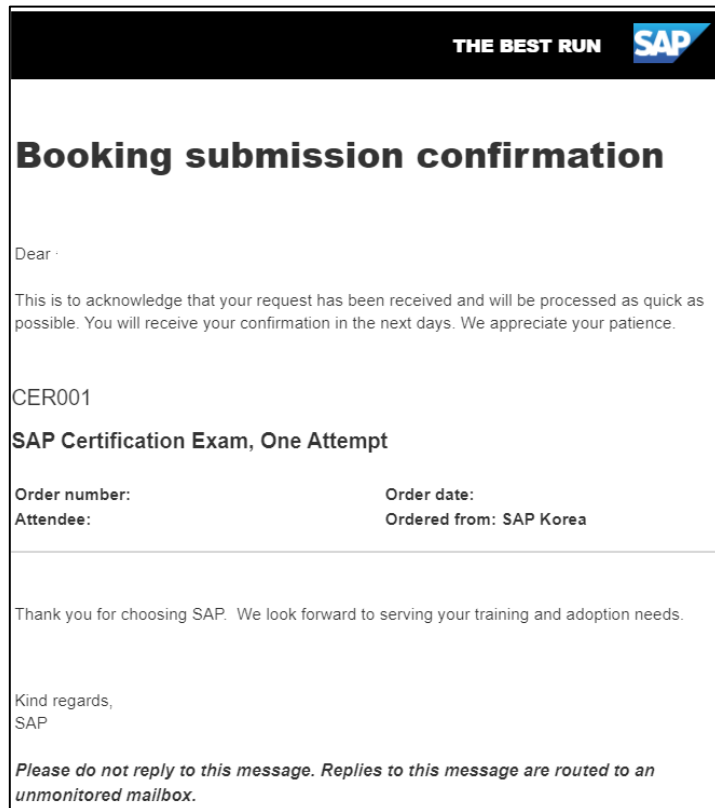 THE BEST RUN SAP
Booking submission confirmation
Dear
This is to acknowledge that your request has been received and will be processed as quick as
possible. You will receive your confirmation in the next days. We appreciate your patience.
CER001
SAP Certification Exam, One Attempt
Order number: Order date:
Attendee: Ordered from: SAP Korea
Thank you for choosing SAP. We look forward to serving your training and adoption needs.
Kind regards,
SAP
Please do not reply to this message. Replies to this message are routed to an
unmonitored mailbox.